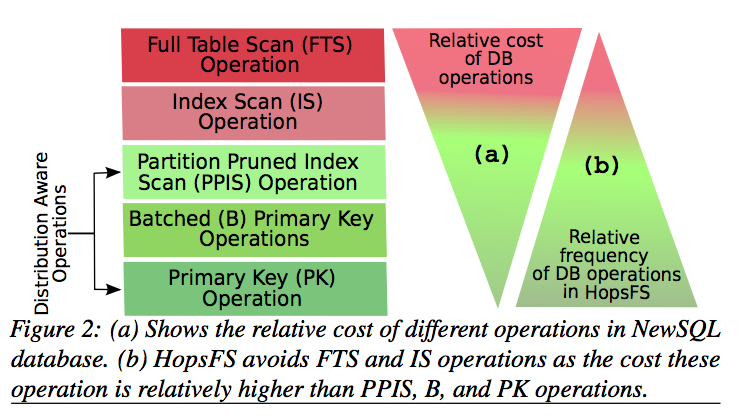 Full Table Scan (FTS)
Operation
Index Scan (IS)
Operation
Partition Pruned Index
Scan (PPIS) Operation
Batched (B) Primary Key
Operations
Primary Key (PK)
Operation
Distribution Aware
Operations
Relative cost
of DB
operations
(a)
(b)
Relative
frequency
of DB operations
in HopsFS
Figure 2: (a) Shows the relative cost of different operations in NewSQL
database. (b) HopsFS avoids FTS and IS operations as the cost these
operation is relatively higher than PPIS, B, and PK operations.